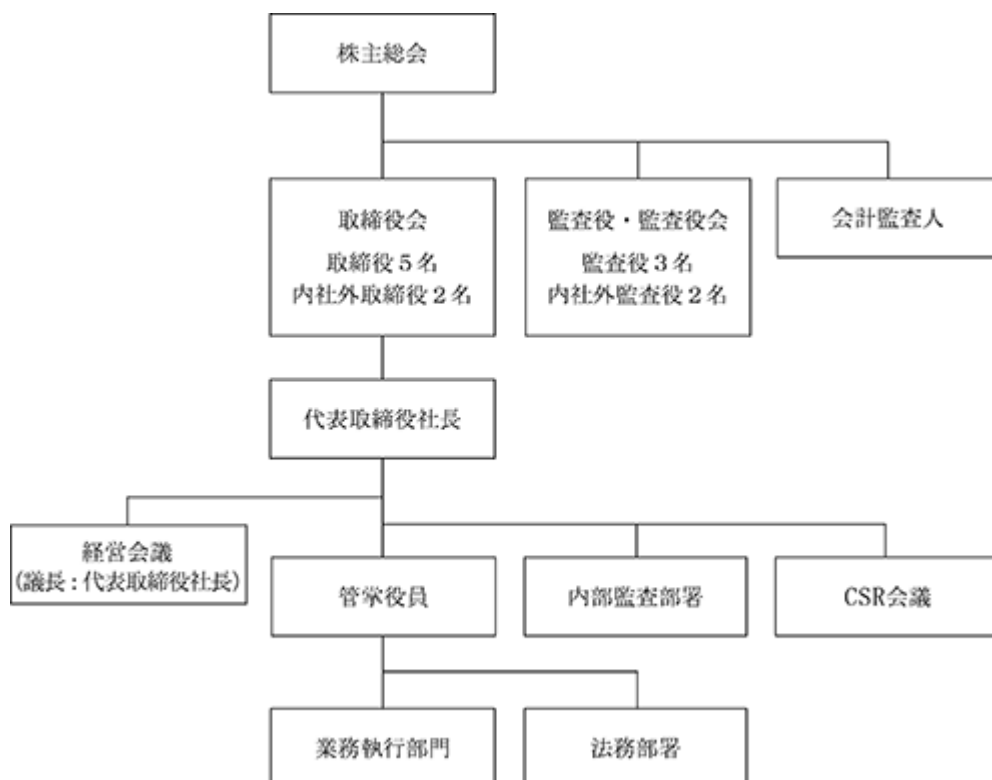 株主総会
取締役会
取締役５名
内社外取締役２名
監査役・監査役会
監査役３名
内社外監査役２名
会計監査人
代表取締役社長
経営会議
(議長：代表取締役社長)
管掌役員
内部監査部署
CSR会議
業務執行部門
法務部署